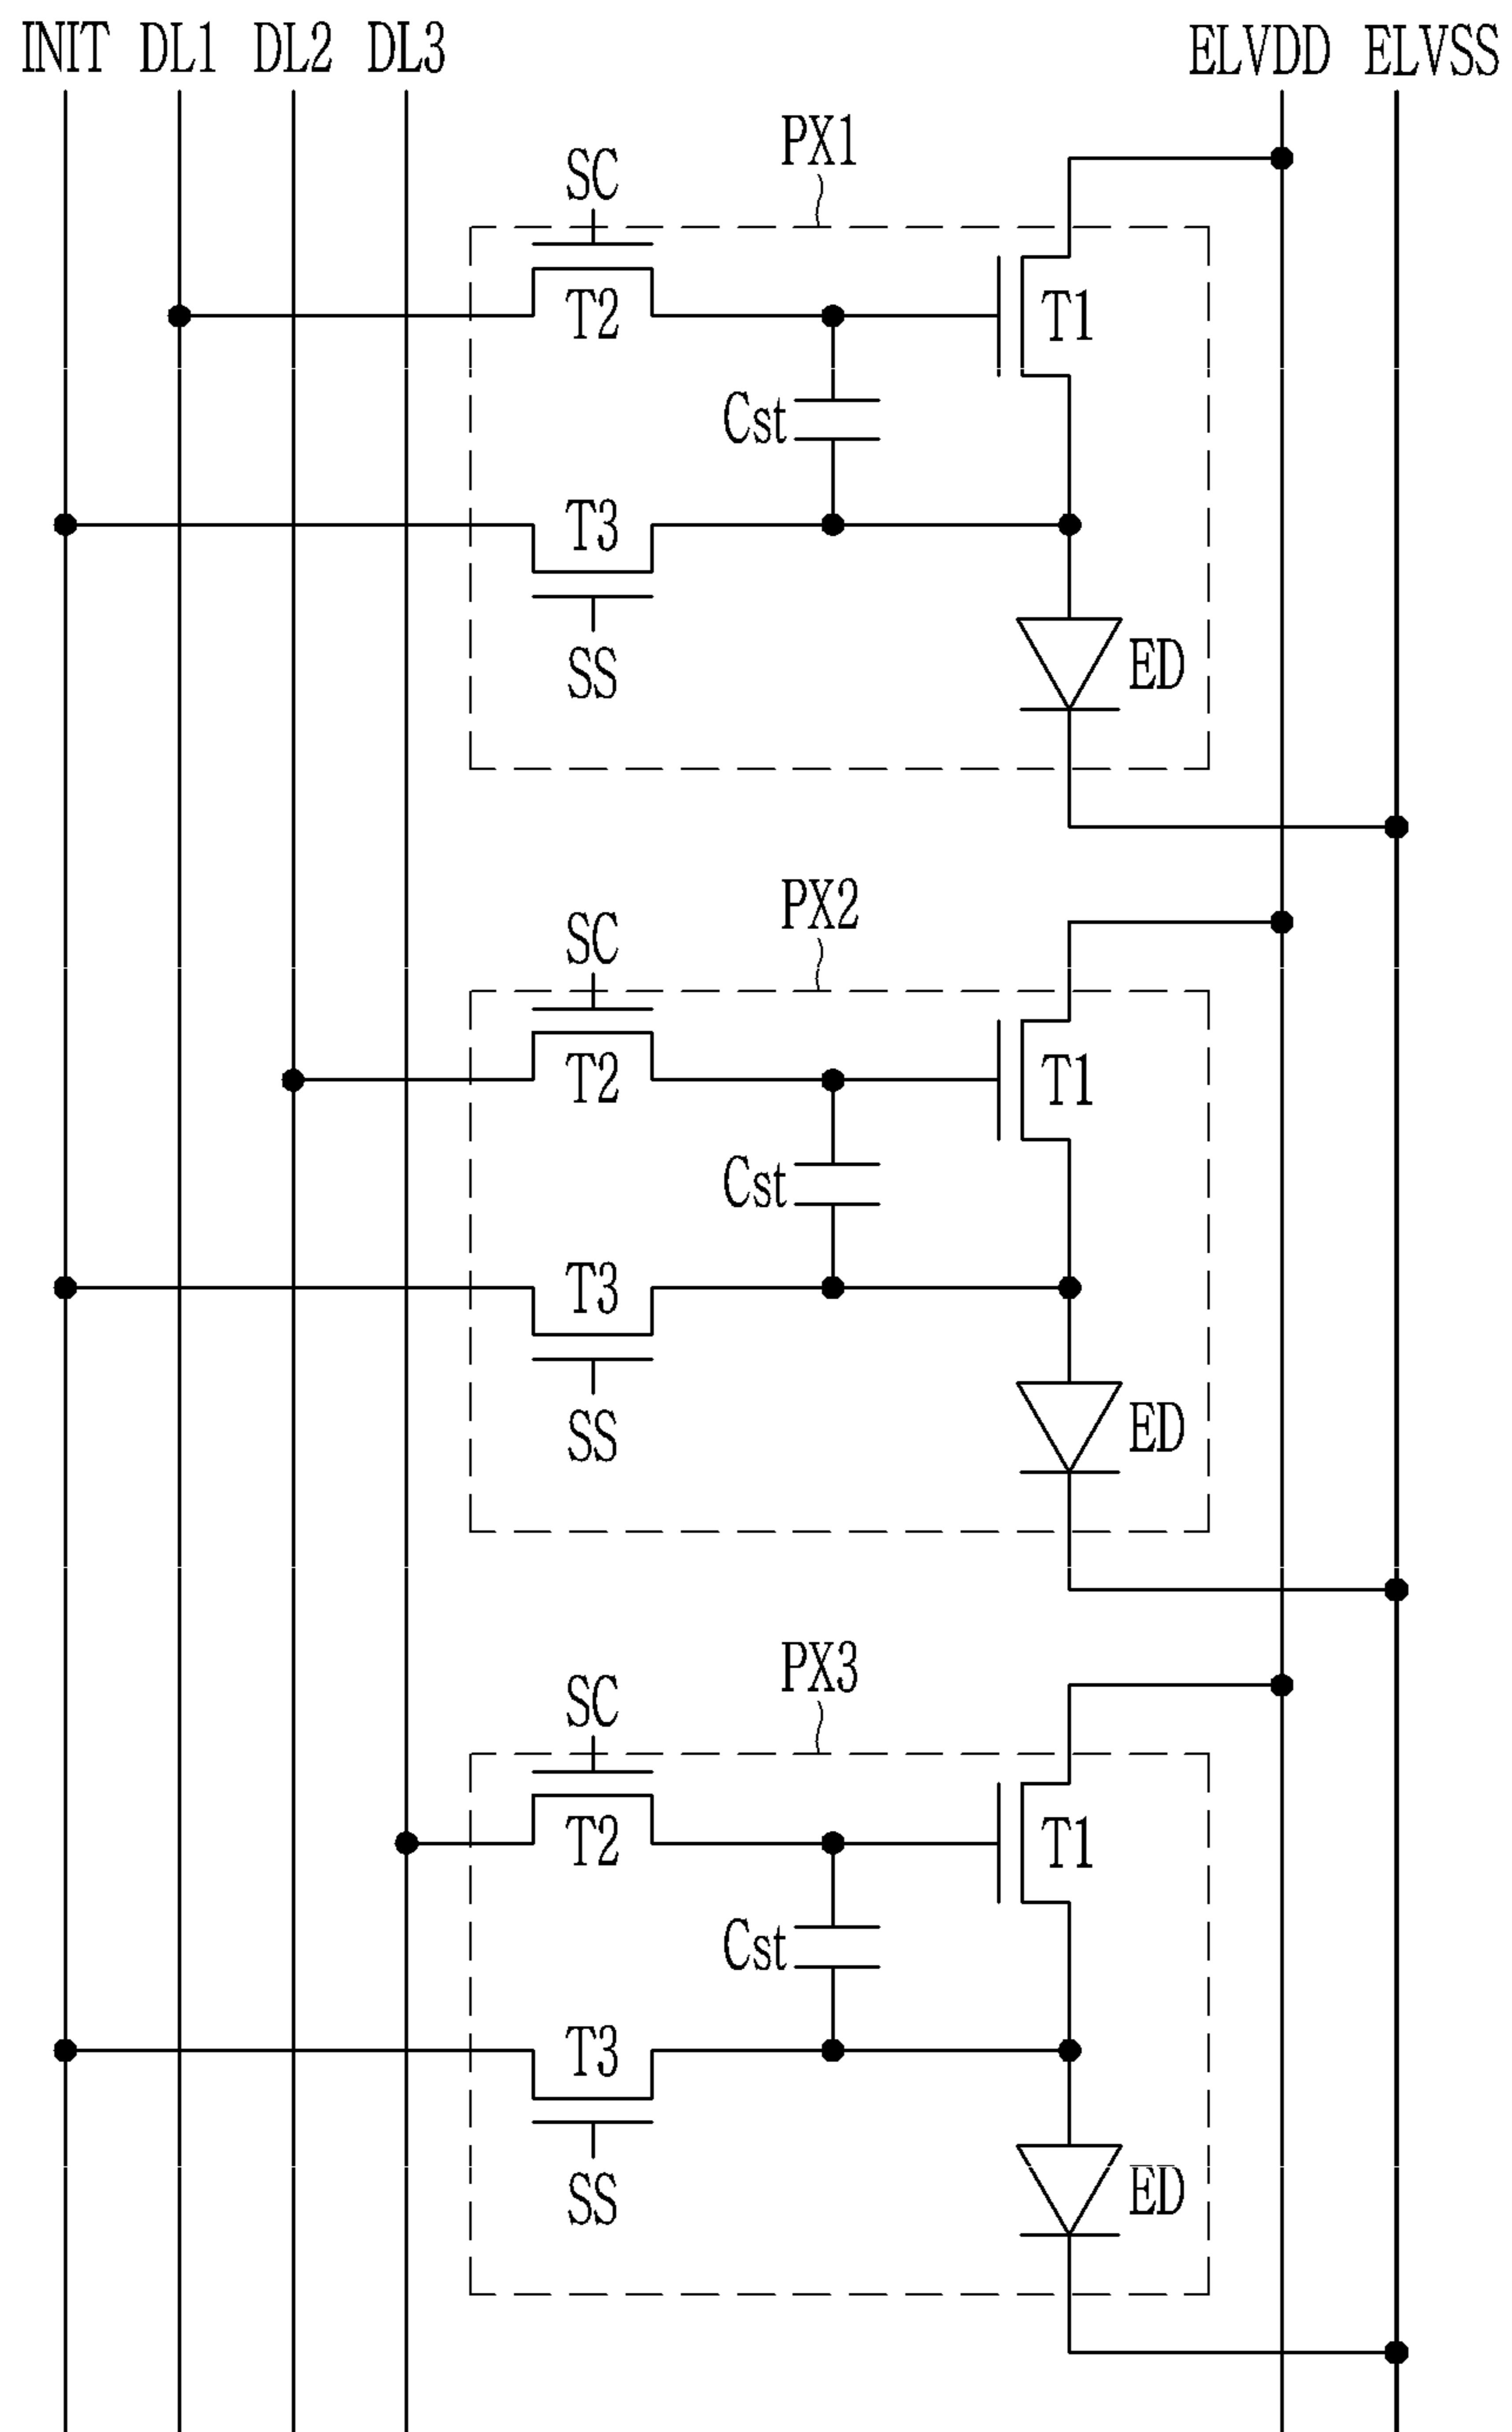 INIT DL1 DL2 DL3 ELVDD ELVSS
PX1
SC
T2
T1
Cst
T3
SS
ED
PX2
SC
T2
T1
Cst
T3
SS
ED
PX3
SC
T2
T1
Cst
T3
SS
ED